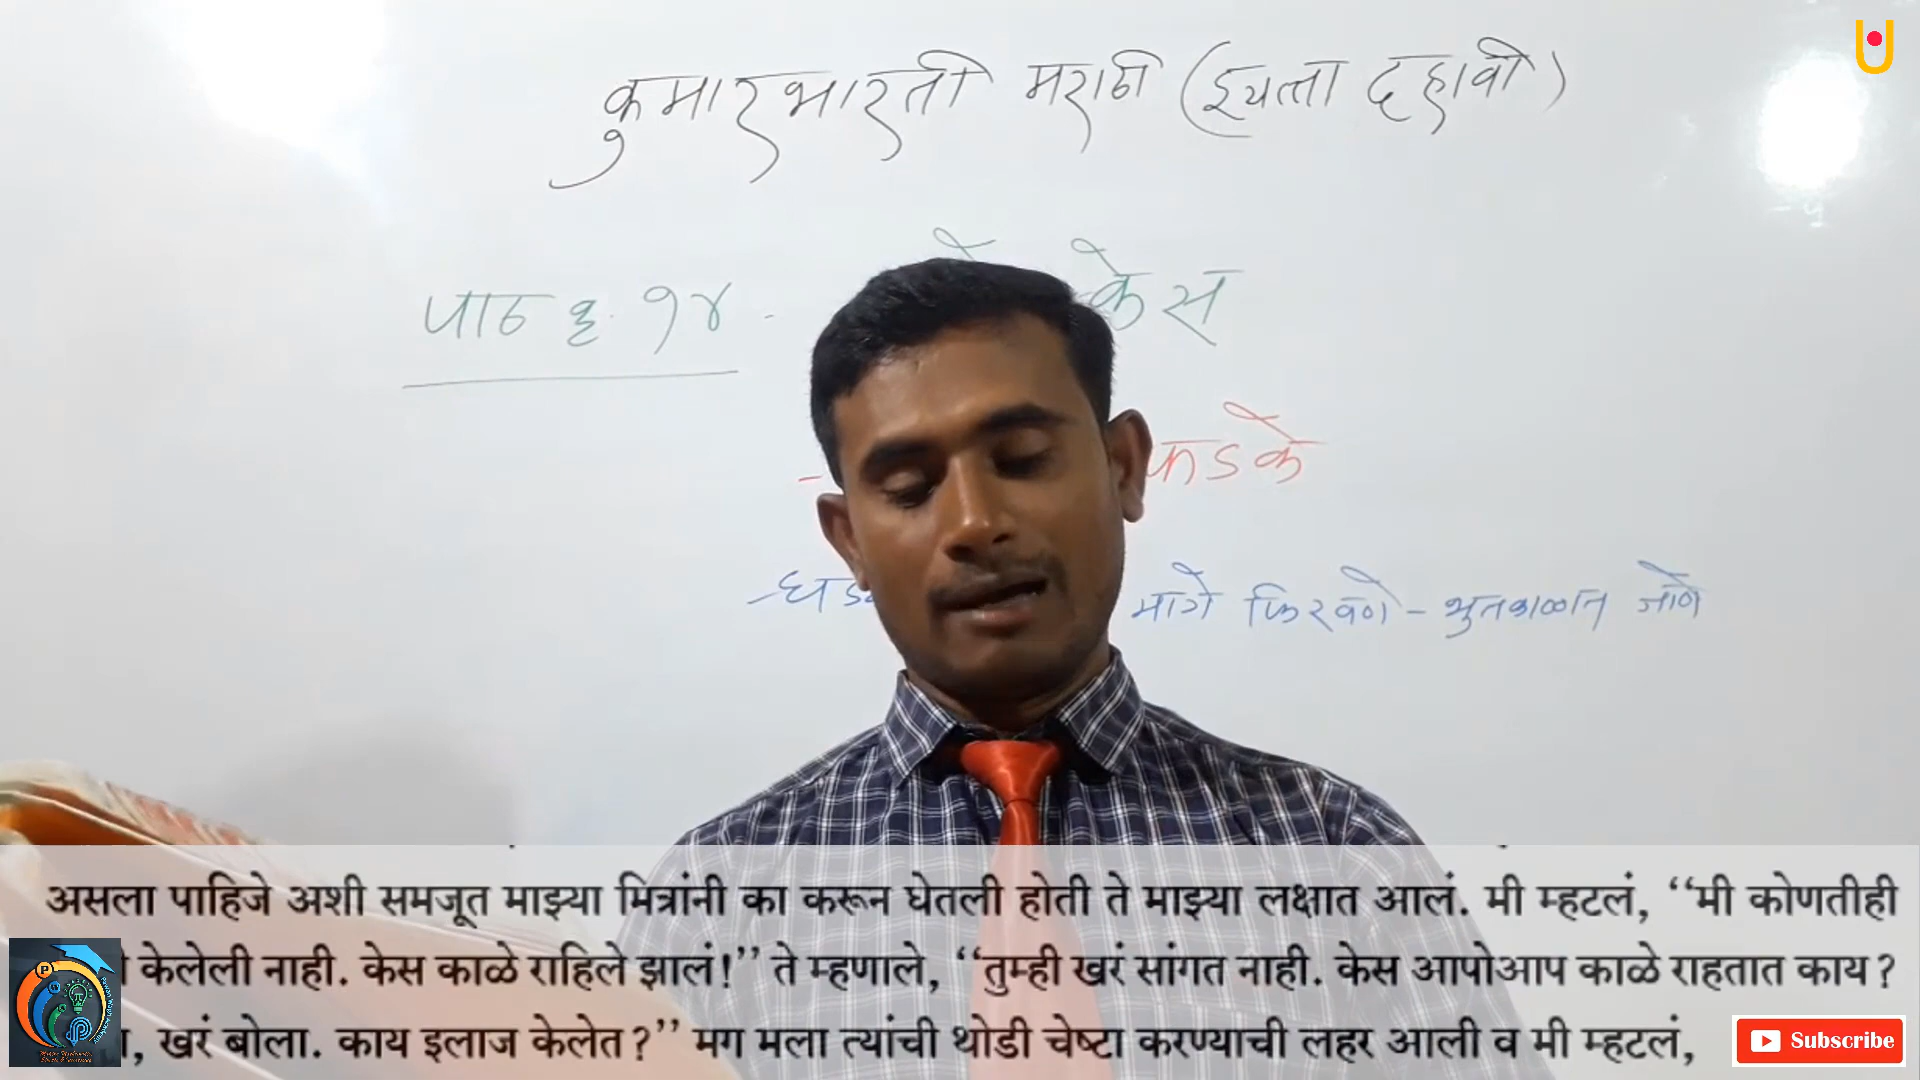 कुमारभारती मराठी (इयत्ता दहावी)
पाठ क्र. १४. केस
- फडके
मागे फिरवणे - भुतकाळात जाणे
असला पाहिजे अशी समजूत माझ्या मित्रांनी का करून घेतली होती ते माझ्या लक्षात आलं. मी म्हटलं, ‘‘मी कोणतीही
केलेली नाही. केस काळे राहिले झालं!’’ ते म्हणाले, ‘‘तुम्ही खरं सांगत नाही. केस आपोआप काळे राहतात काय?
, खरं बोला. काय इलाज केलेत?’’ मग मला त्यांची थोडी चेष्टा करण्याची लहर आली व मी म्हटलं,
Subscribe